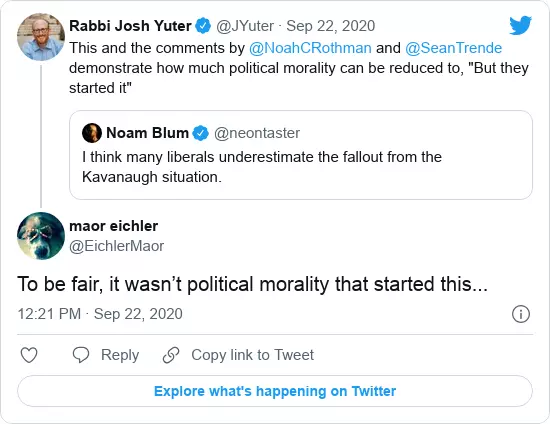 Rabbi Josh Yuter @JYuter · Sep 22, 2020
This and the comments by @NoahCRothman and @SeanTrende
demonstrate how much political morality can be reduced to, "But they
started it"
Noam Blum @neontaster
I think many liberals underestimate the fallout from the
Kavanaugh situation.
maor eichler
@EichlerMaor
To be fair, it wasn’t political morality that started this...
12:21 PM · Sep 22, 2020
Reply Copy link to Tweet
Explore what's happening on Twitter